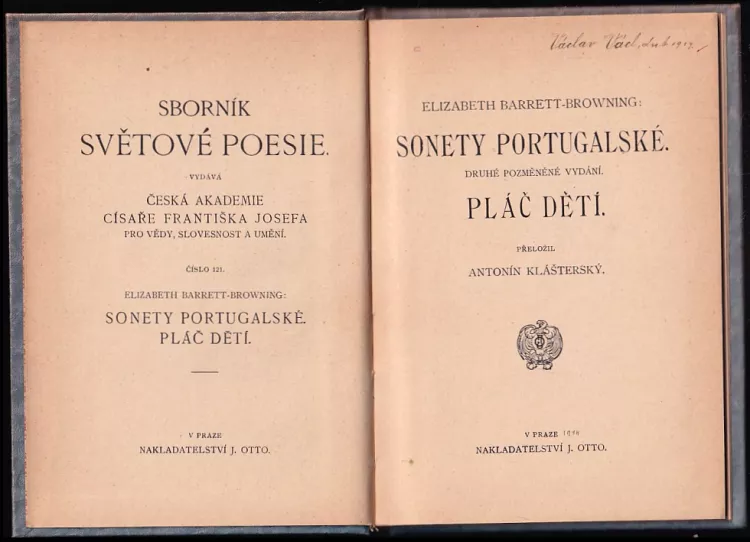 SBORNÍK
SVĚTOVÉ POESIE.
VYDÁVÁ
ČESKÁ AKADEMIE
CÍSAŘE FRANTIŠKA JOSEFA
PRO VĚDY, SLOVESNOST A UMĚNÍ.
ČÍSLO 121.
ELIZABETH BARRETT-BROWNING:
SONETY PORTUGALSKÉ.
PLÁČ DĚTÍ.
V PRAZE
NAKLADATELSTVÍ J. OTTO.
Václav Václ,
ELIZABETH BARRETT-BROWNING:
SONETY PORTUGALSKÉ.
DRUHÉ POZMĚNĚNÉ VYDÁNÍ.
PLÁČ DĚTÍ.
PŘELOŽIL
ANTONÍN KLÁŠTERSKÝ.
V PRAZE
NAKLADATELSTVÍ J. OTTO.